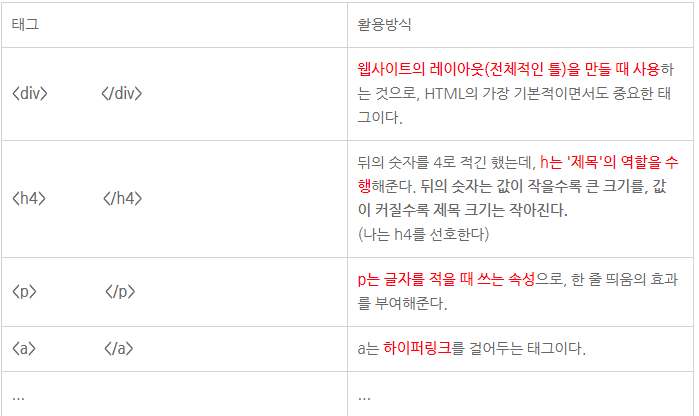 태그
활용방식
<div> </div>
웹사이트의 레이아웃(전체적인 틀)을 만들 때 사용하
는 것으로, HTML의 가장 기본적이면서도 중요한 태
그이다.
<h4> </h4>
뒤의 숫자를 4로 적긴 했는데, h는 '제목'의 역할을 수
행해준다. 뒤의 숫자는 값이 작을수록 큰 크기를, 값
이 커질수록 제목 크기는 작아진다.
(나는 h4를 선호한다)
<p> </p>
p는 글자를 적을 때 쓰는 속성으로, 한 줄 띄움의 효과
를 부여해준다.
<a> </a>
a는 하이퍼링크를 걸어두는 태그이다.
...
...